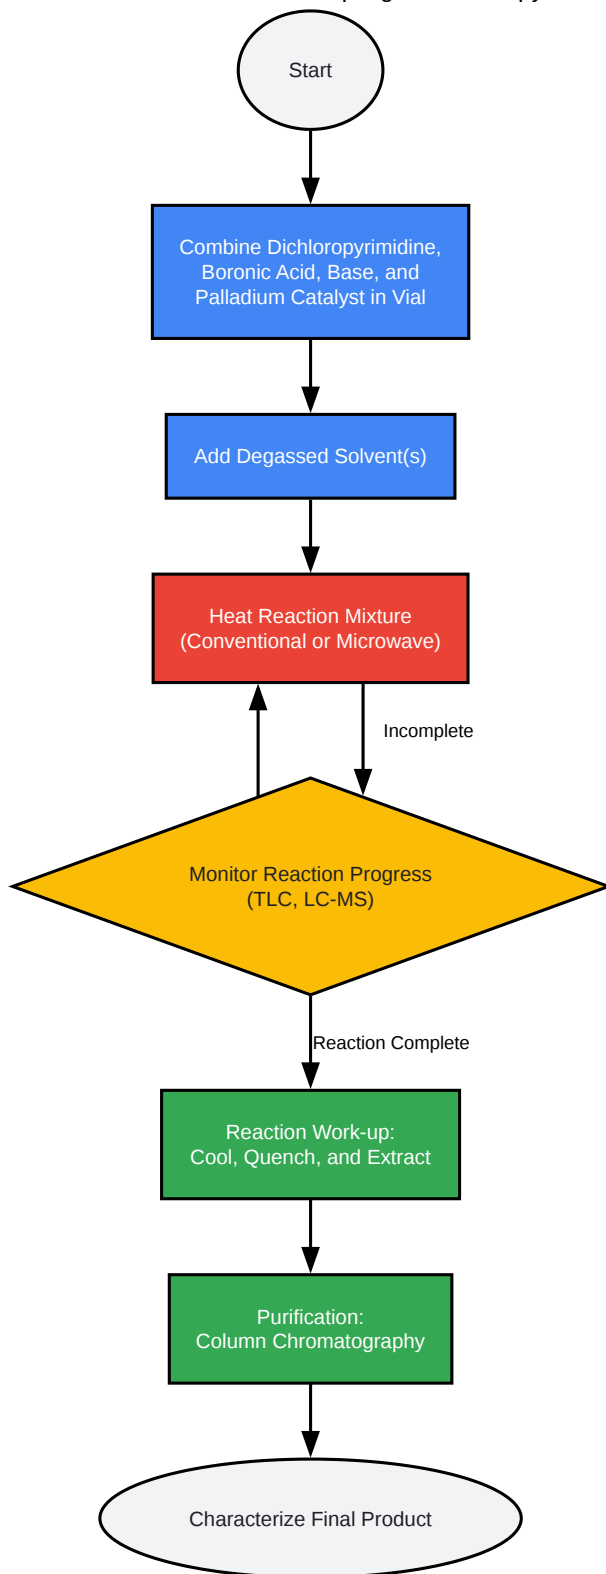 Start
Combine Dichloropyrimidine,
Boronic Acid, Base, and
Palladium Catalyst in Vial
Add Degassed Solvent(s)
Heat Reaction Mixture
(Conventional or Microwave)
Incomplete
Monitor Reaction Progress
(TLC, LC-MS)
Reaction Complete
Reaction Work-up:
Cool, Quench, and Extract
Purification:
Column Chromatography
Characterize Final Product